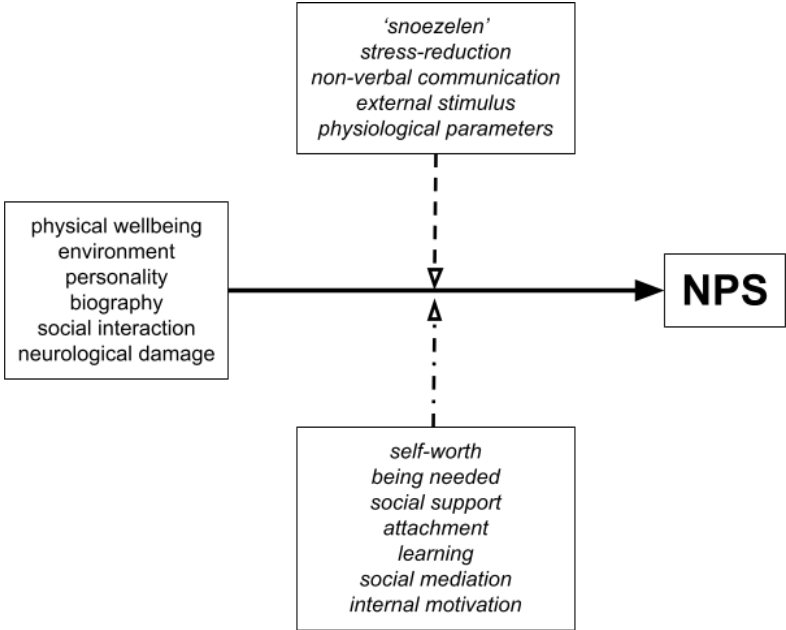 ‘snoezelen’
stress-reduction
non-verbal communication
external stimulus
physiological parameters
physical wellbeing
environment
personality
biography
social interaction
neurological damage
NPS
self-worth
being needed
social support
attachment
learning
social mediation
internal motivation